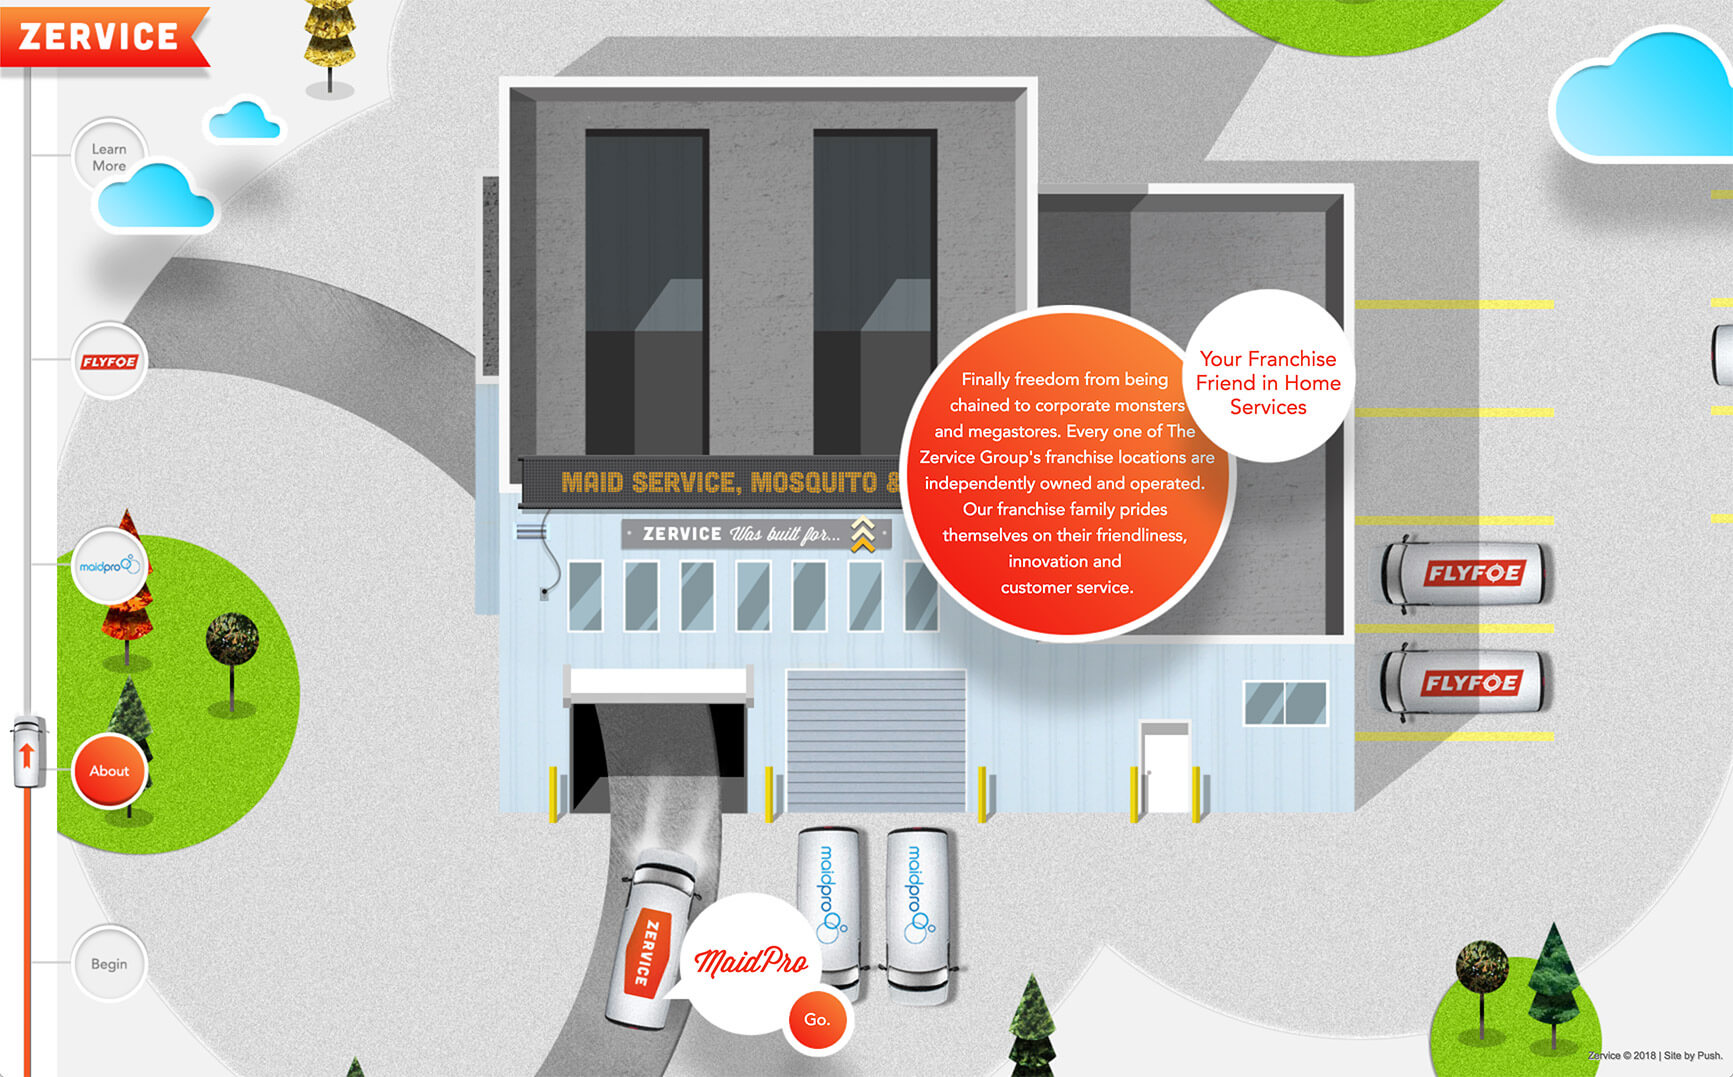 ZERVICE
Learn
More
FLYFOE
maidpro
About
Begin
MAID SERVICE, MOSQUITO &
ZERVICE Was built for...
Finally freedom from being
chained to corporate monsters
and megastores. Every one of The
Zervice Group's franchise locations are
independently owned and operated.
Our franchise family prides
themselves on their friendliness,
innovation and
customer service.
Your Franchise
Friend in Home
Services
FLYFOE
FLYFOE
maidpro
maidpro
ZERVICE
MaidPro
Go.
Zervice © 2018 | Site by Push.